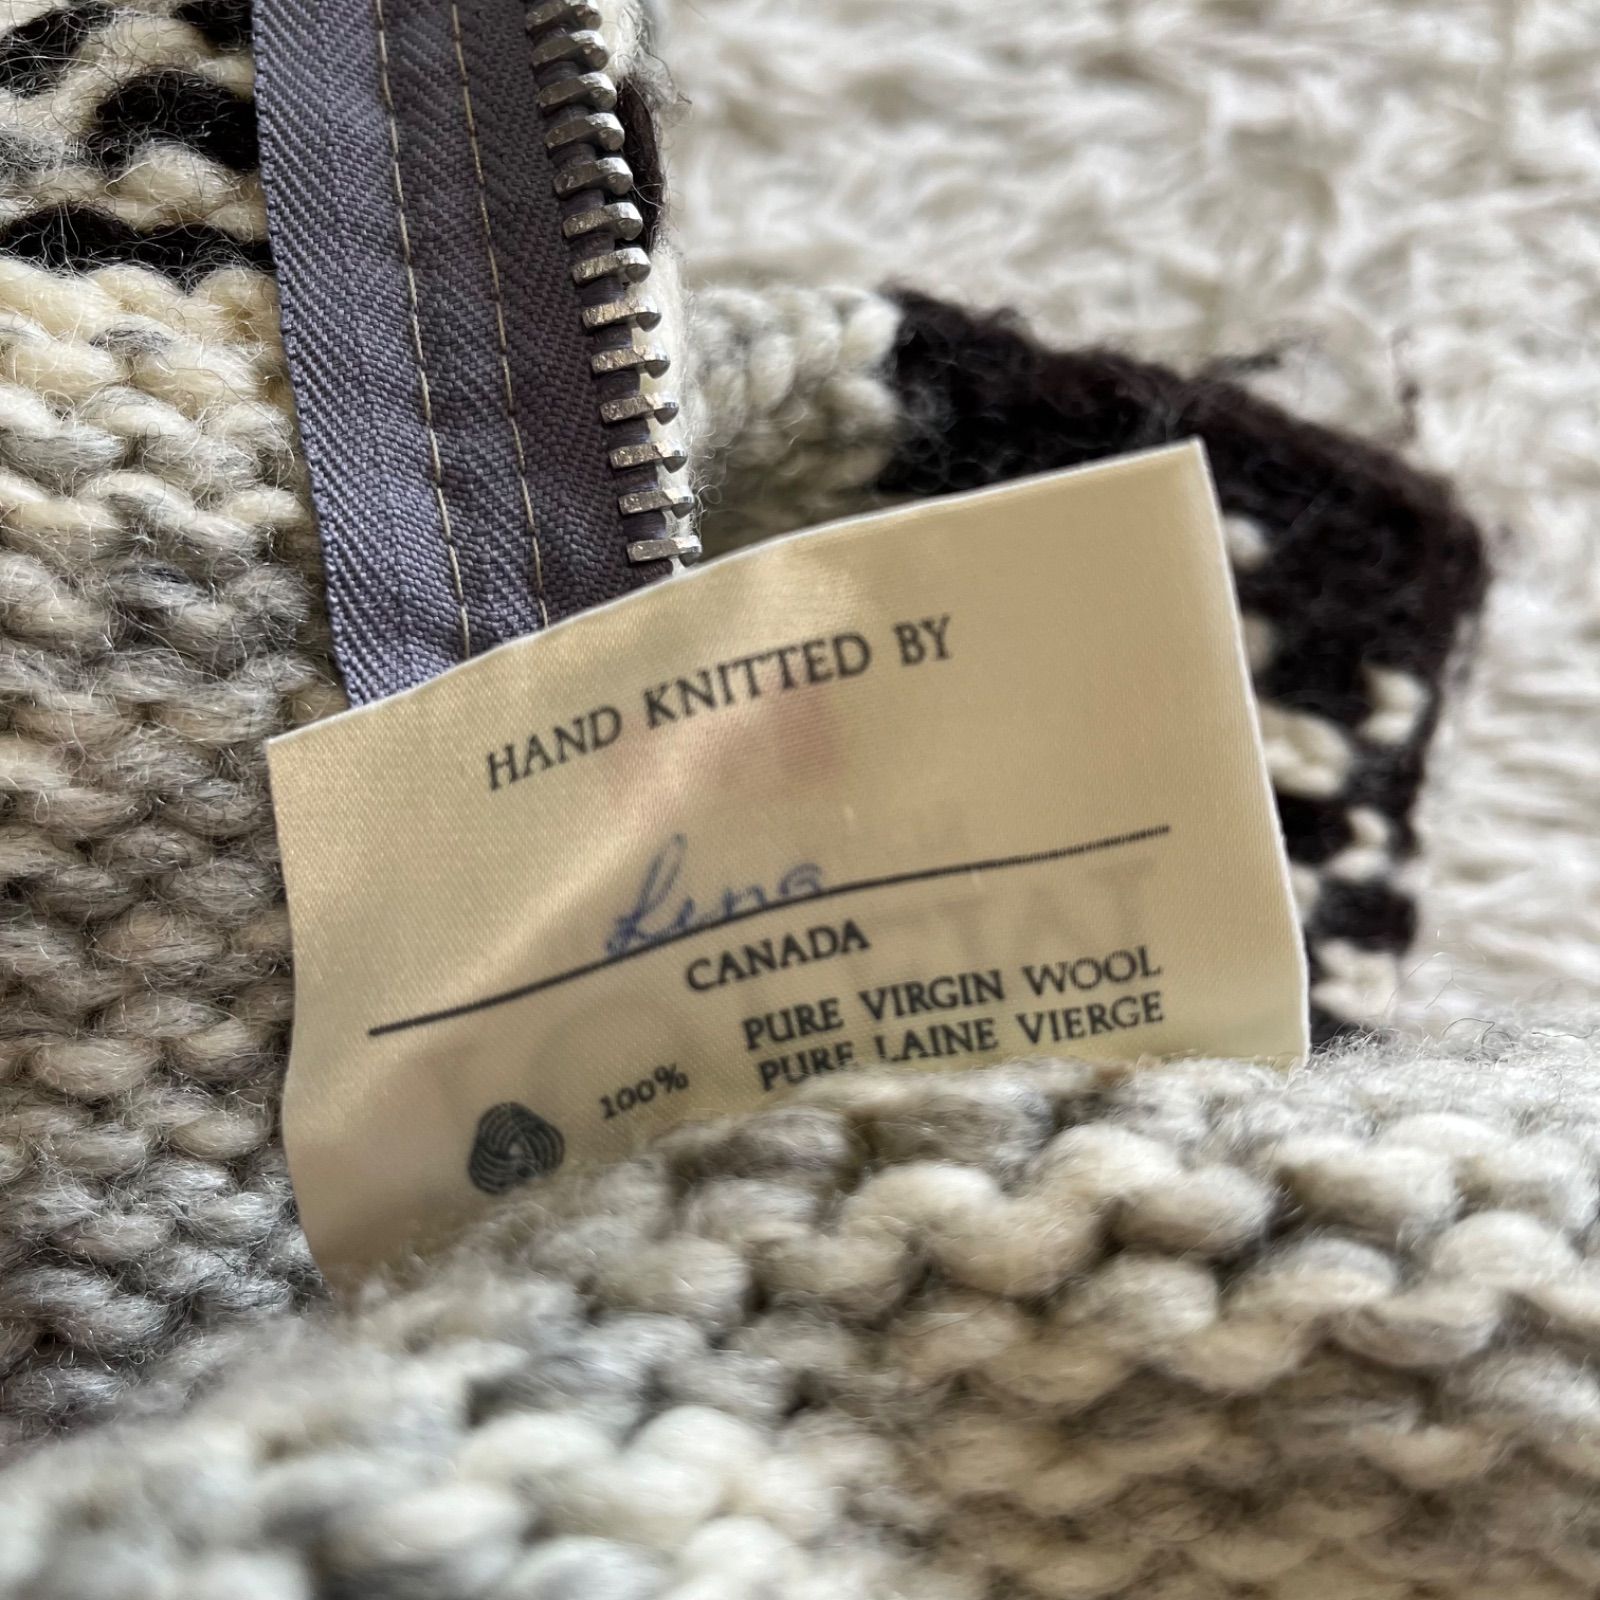 HAND KNITTED BY
Lena
CANADA
PURE VIRGIN WOOL
100% PURE LAINE VIERGE